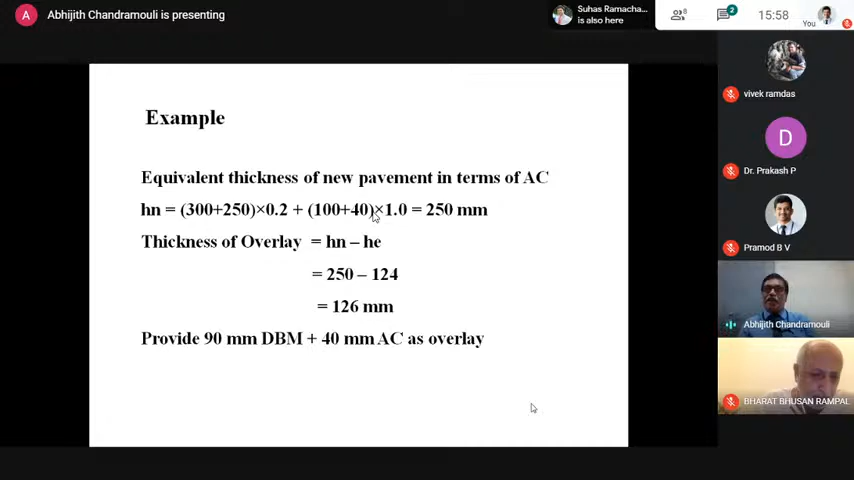 A
Abhijith Chandramouli is presenting
Suhas Ramacha...
is also here
8
2
15:58
You
Example
Equivalent thickness of new pavement in terms of AC
hn = (300+250)×0.2 + (100+40)×1.0 = 250 mm
Thickness of Overlay = hn – he
= 250 – 124
= 126 mm
Provide 90 mm DBM + 40 mm AC as overlay
vivek ramdas
D
Dr. Prakash P
Pramod B V
Abhijith Chandramouli
BHARAT BHUSAN RAMPAL